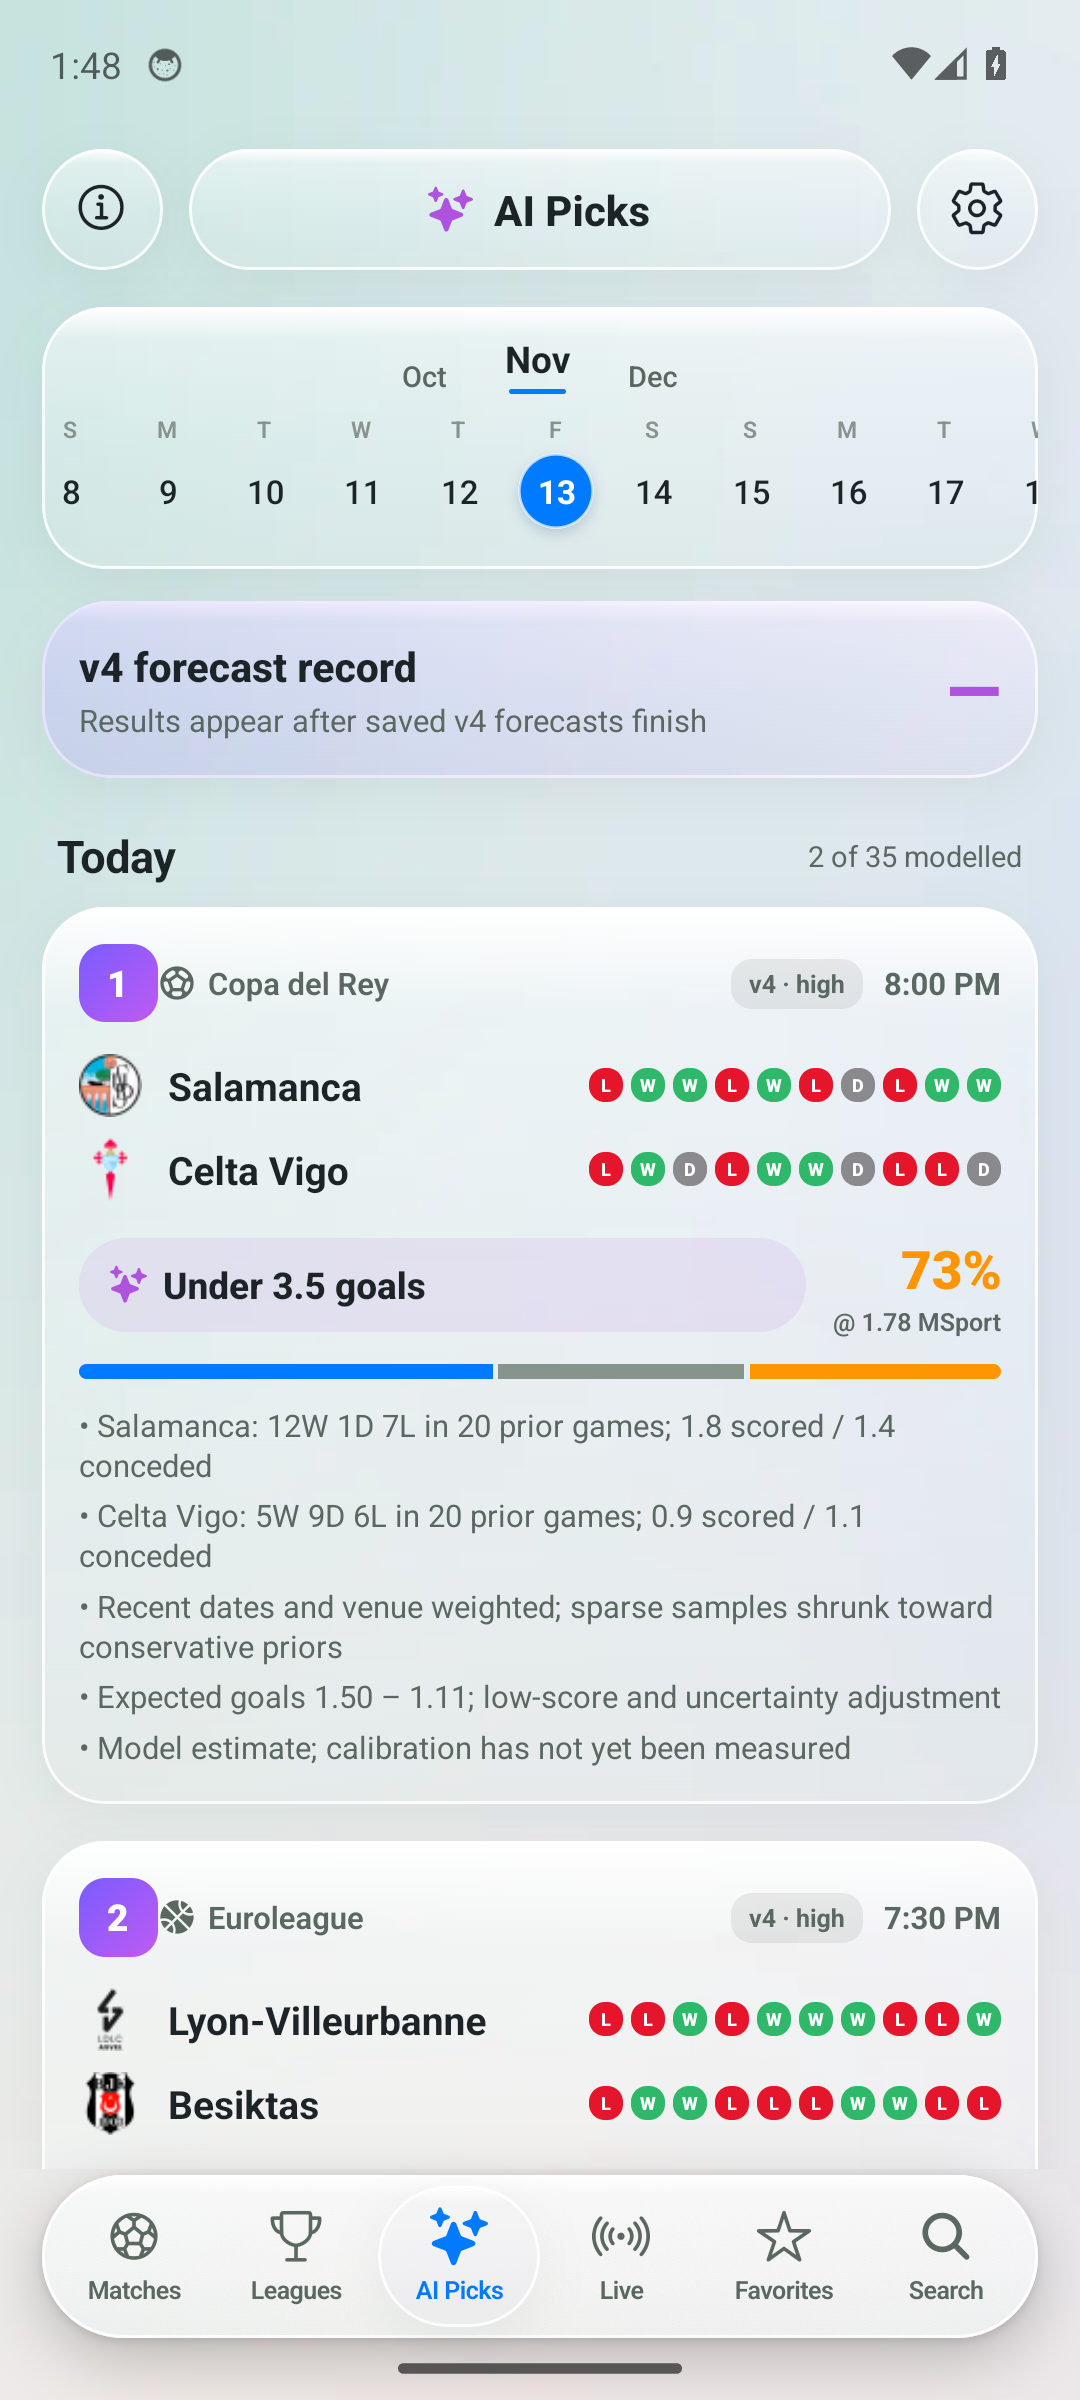 1:48
AI Picks
Oct Nov Dec
S M T W T F S S M T
8 9 10 11 12 13 14 15 16 17
v4 forecast record
Results appear after saved v4 forecasts finish
Today 2 of 35 modelled
1 Copa del Rey v4 · high 8:00 PM
Salamanca L W W L W L D L W W
Celta Vigo L W D L W W D L L D
Under 3.5 goals 73%
@ 1.78 MSport
• Salamanca: 12W 1D 7L in 20 prior games; 1.8 scored / 1.4
conceded
• Celta Vigo: 5W 9D 6L in 20 prior games; 0.9 scored / 1.1
conceded
• Recent dates and venue weighted; sparse samples shrunk toward
conservative priors
• Expected goals 1.50 – 1.11; low-score and uncertainty adjustment
• Model estimate; calibration has not yet been measured
2 Euroleague v4 · high 7:30 PM
Lyon-Villeurbanne L L W L W W W L L W
Besiktas L W W L L L W W L L
Matches Leagues AI Picks Live Favorites Search